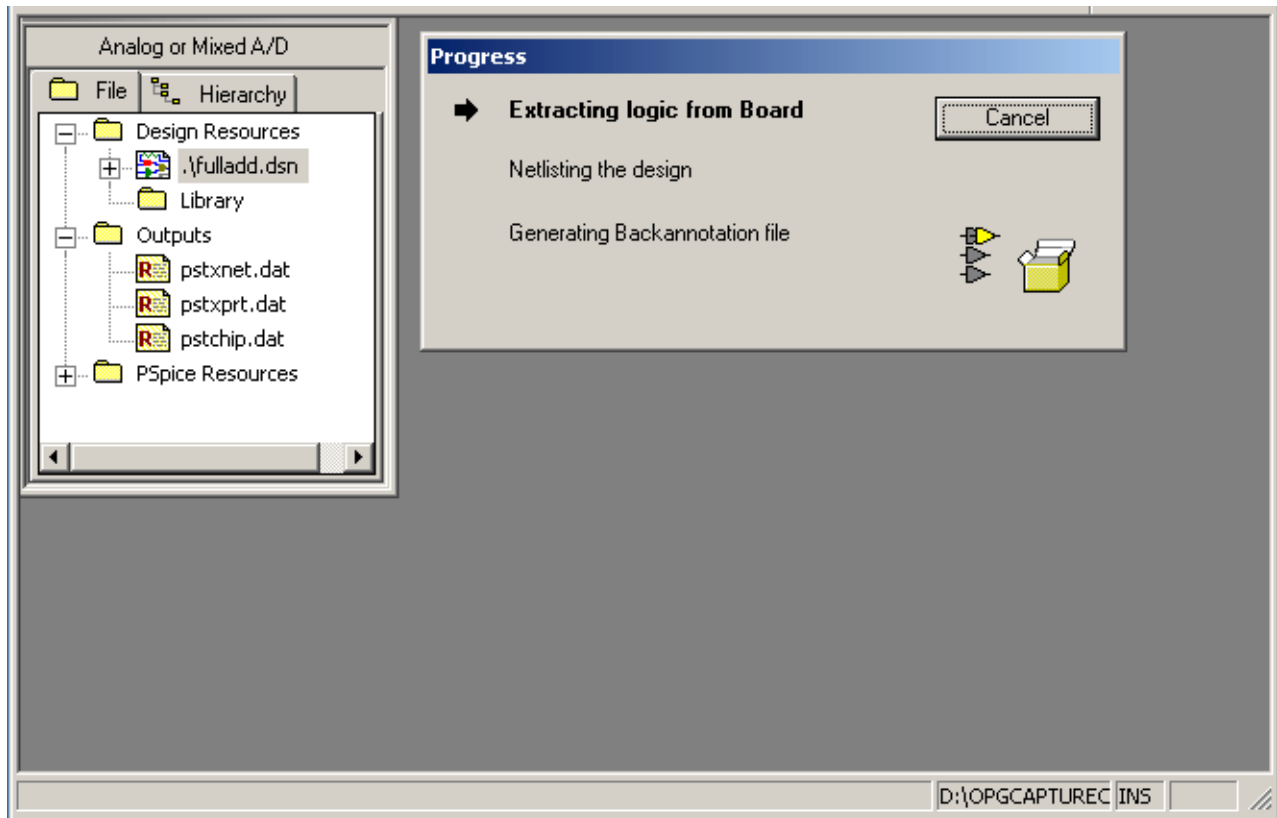 Analog or Mixed A/D
File
Hierarchy
Design Resources
.\fulladd.dsn
Library
Outputs
pstxnet.dat
pstxprt.dat
pstchip.dat
PSpice Resources
Progress
Extracting logic from Board
Cancel
Netlisting the design
Generating Backannotation file
D:\OPGCAPTUREC
INS